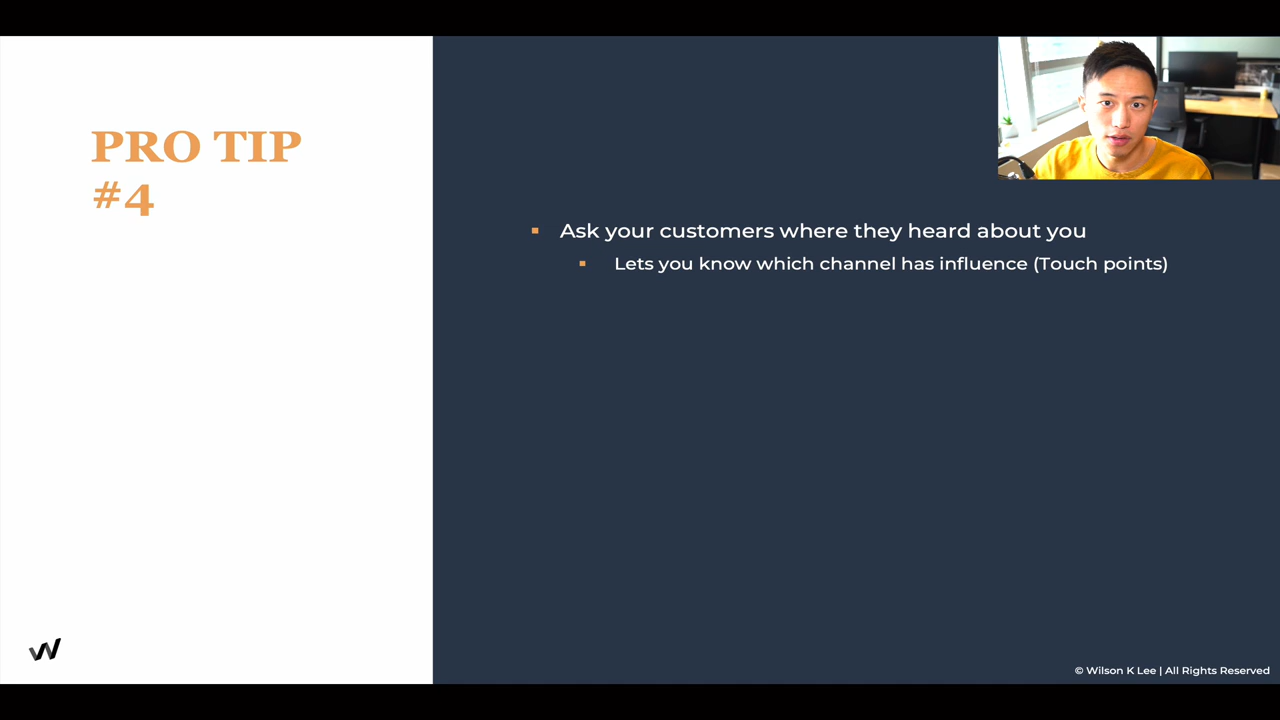 PRO TIP
#4
Ask your customers where they heard about you
Lets you know which channel has influence (Touch points)
© Wilson K Lee | All Rights Reserved